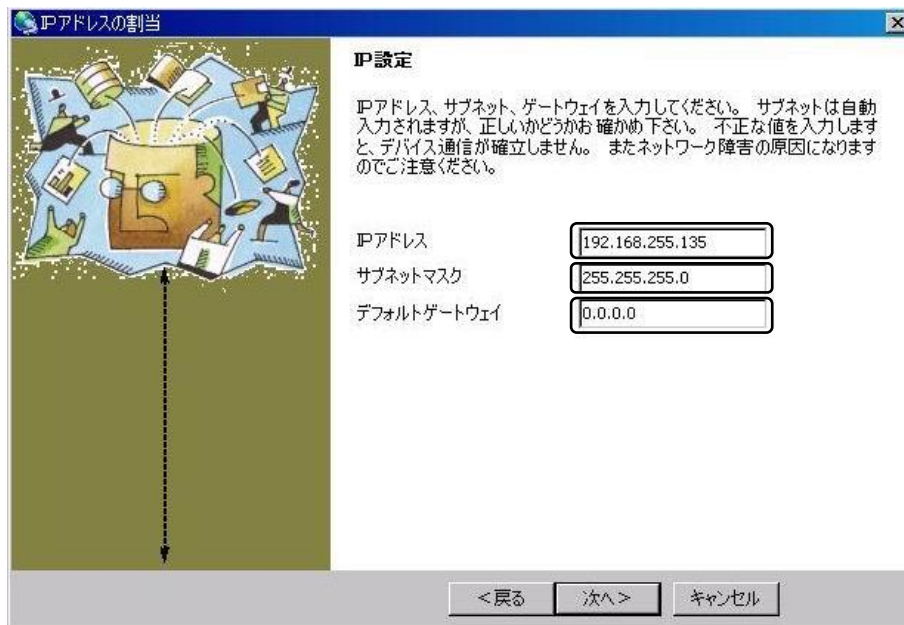 IPアドレスの割当
IP設定
IPアドレス、サブネット、ゲートウェイを入力してください。 サブネットは自動
入力されますが、正しいかどうかお 確かめ下さい。 不正な値を入力します
と、デバイス通信が確立しません。 またネットワーク障害の原因になります
のでご注意ください。
IPアドレス 192.168.255.135
サブネットマスク 255.255.255.0
デフォルトゲートウェイ 0.0.0.0
<戻る 次へ> キャンセル